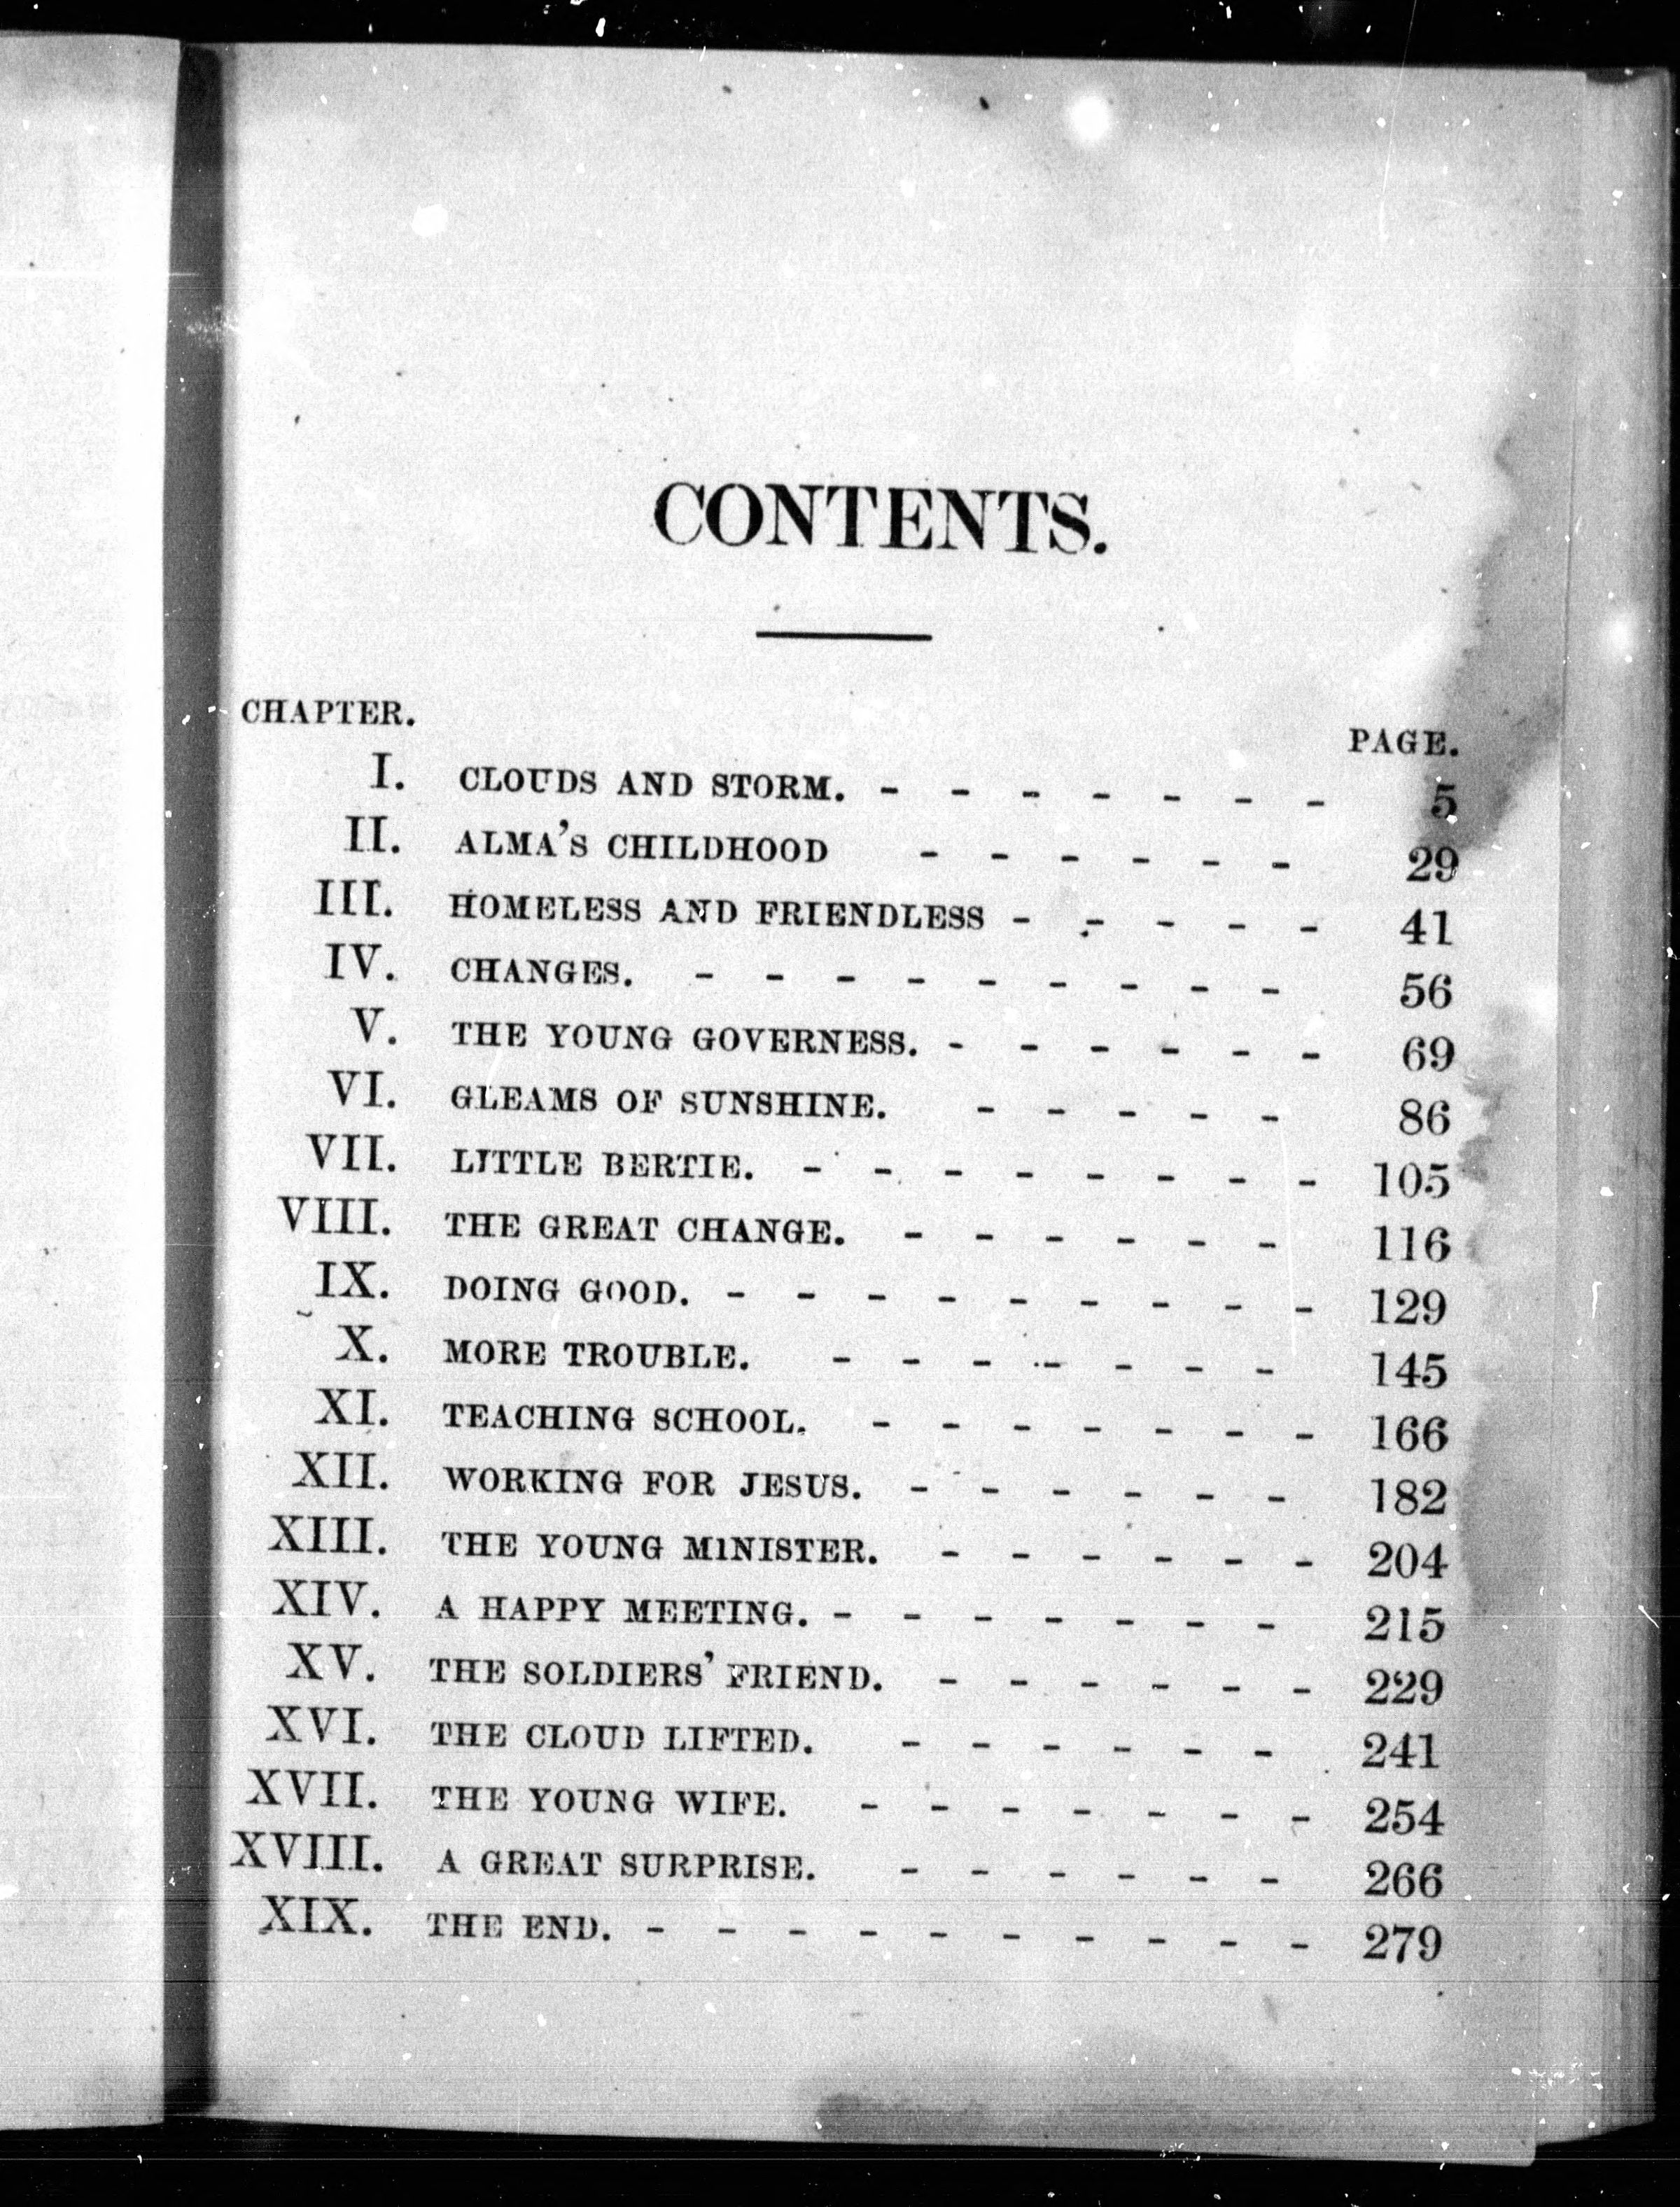 CONTENTS.
CHAPTER. PAGE.
I. CLOUDS AND STORM. - - - - - - - 5
II. ALMA'S CHILDHOOD - - - - - - 29
III. HOMELESS AND FRIENDLESS - - - - - 41
IV. CHANGES. - - - - - - - - - 56
V. THE YOUNG GOVERNESS. - - - - - - 69
VI. GLEAMS OF SUNSHINE. - - - - - 86
VII. LITTLE BERTIE. - - - - - - - - 105
VIII. THE GREAT CHANGE. - - - - - - 116
IX. DOING GOOD. - - - - - - - - - 129
X. MORE TROUBLE. - - - - - - - 145
XI. TEACHING SCHOOL. - - - - - - - 166
XII. WORKING FOR JESUS. - - - - - - 182
XIII. THE YOUNG MINISTER. - - - - - - 204
XIV. A HAPPY MEETING. - - - - - - - 215
XV. THE SOLDIERS' FRIEND. - - - - - - 229
XVI. THE CLOUD LIFTED. - - - - - - 241
XVII. THE YOUNG WIFE. - - - - - - - 254
XVIII. A GREAT SURPRISE. - - - - - - 266
XIX. THE END. - - - - - - - - - - 279